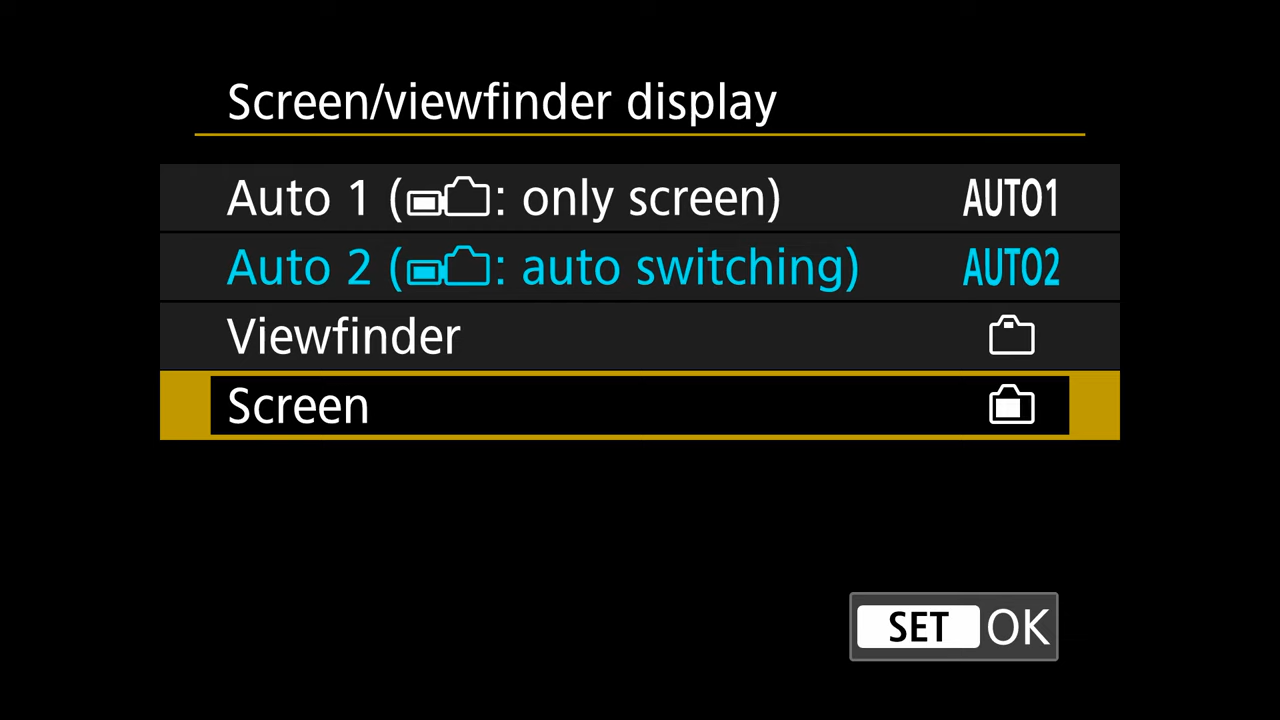 Screen/viewfinder display
Auto 1 (: only screen) AUTO1
Auto 2 (: auto switching) AUTO2
Viewfinder
Screen
SET OK